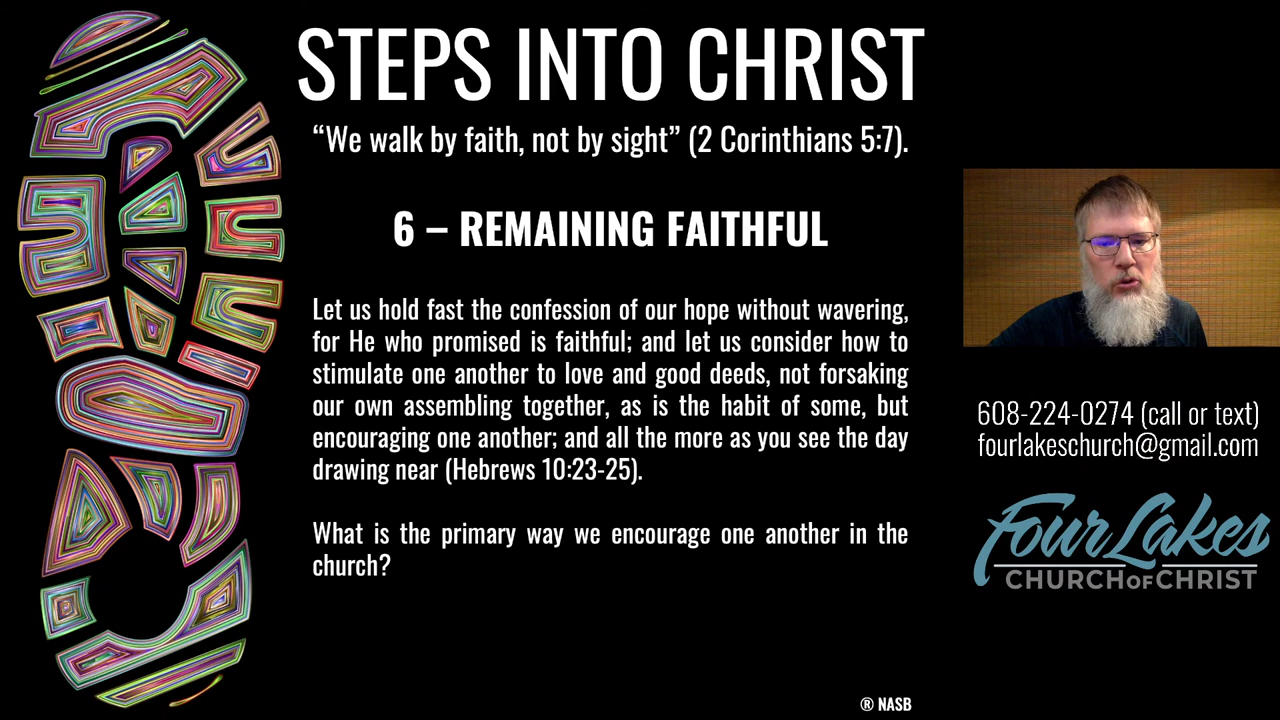 STEPS INTO CHRIST
“We walk by faith, not by sight” (2 Corinthians 5:7).
6 – REMAINING FAITHFUL
Let us hold fast the confession of our hope without wavering,
for He who promised is faithful; and let us consider how to
stimulate one another to love and good deeds, not forsaking
our own assembling together, as is the habit of some, but
encouraging one another; and all the more as you see the day
drawing near (Hebrews 10:23-25).
What is the primary way we encourage one another in the
church?
608-224-0274 (call or text)
fourlakeschurch@gmail.com
Four Lakes
CHURCH OF CHRIST
® NASB